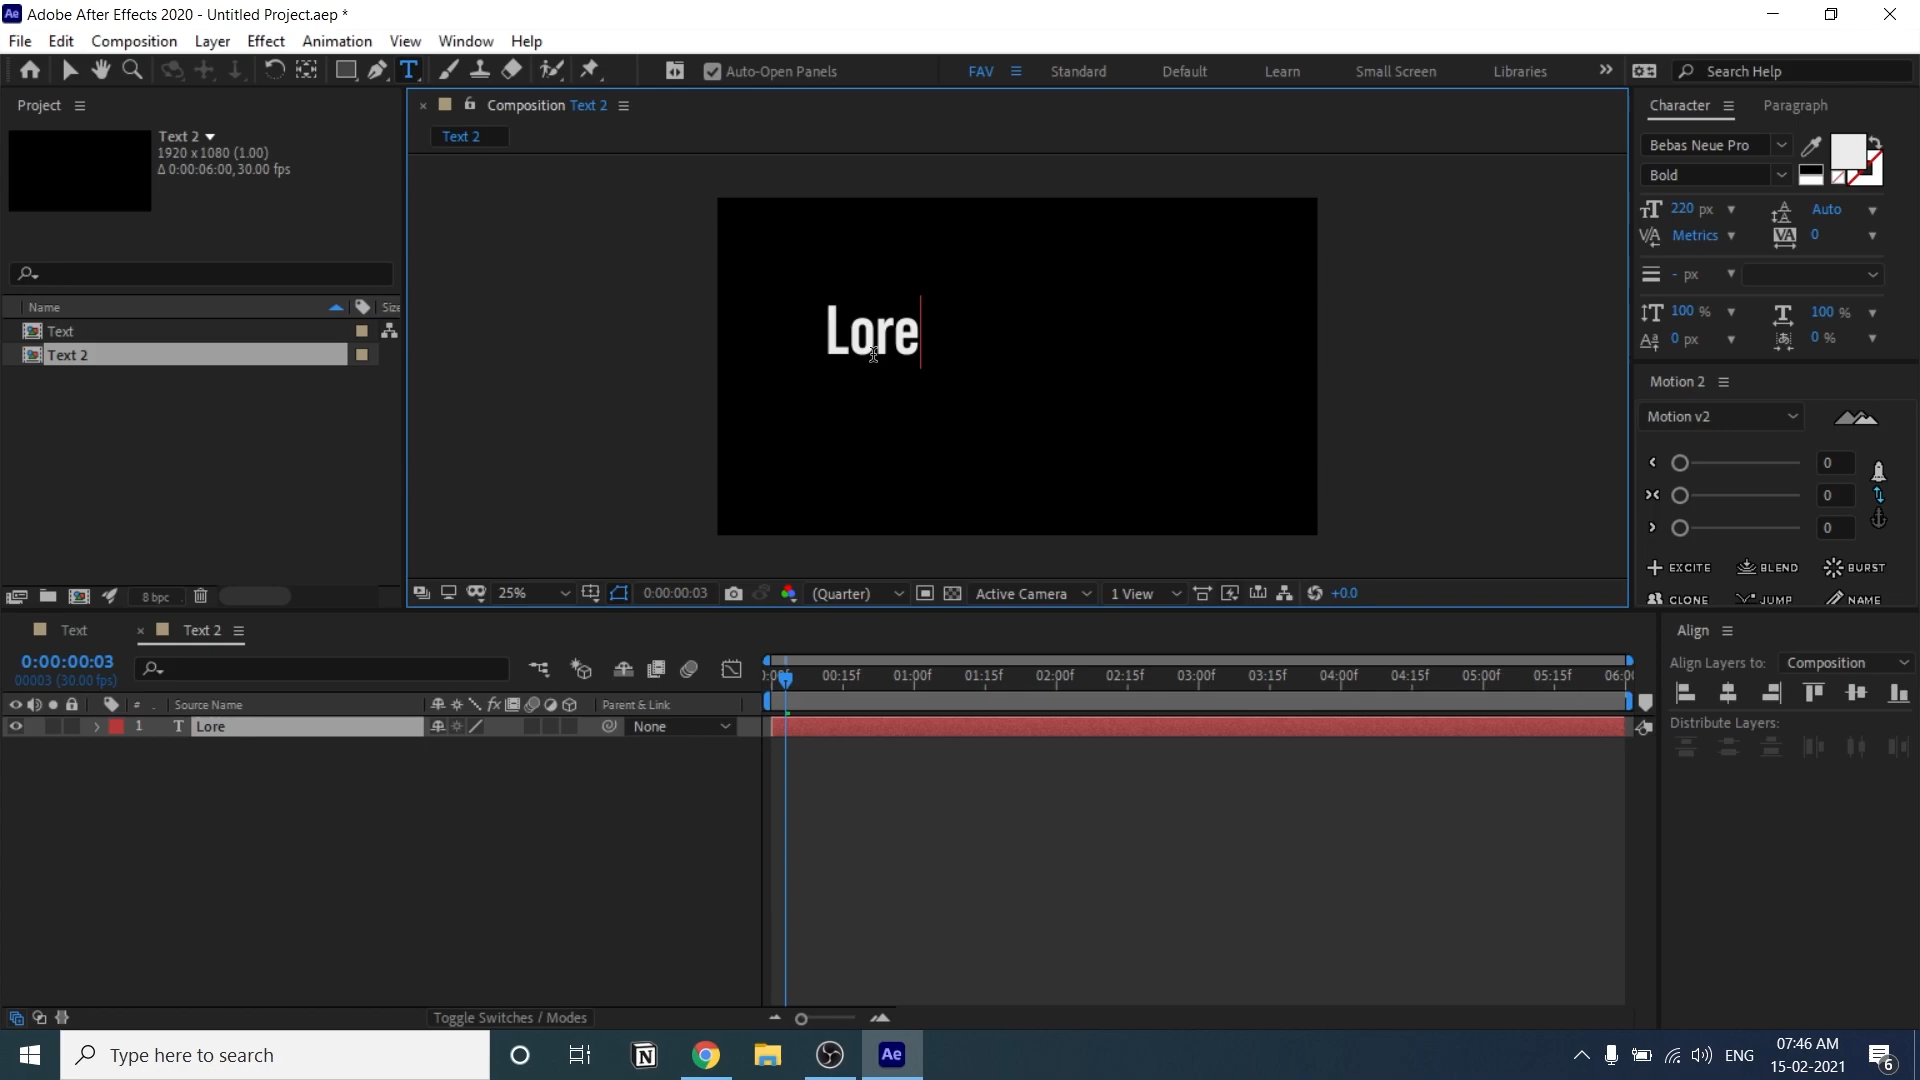 Ae Adobe After Effects 2020 - Untitled Project.aep *
File Edit Composition Layer Effect Animation View Window Help
Auto-Open Panels FAV Standard Default Learn Small Screen Libraries Search Help
Project
Text 2
1920 x 1080 (1.00)
Δ 0:00:06:00, 30.00 fps
Name Size
Text
Text 2
8 bpc
Composition Text 2
Text 2
Lore
25% 0:00:00:03 (Quarter) Active Camera 1 View +0.0
Character Paragraph
Bebas Neue Pro
Bold
220 px Auto
Metrics 0
- px
100 % 100 %
0 px 0 %
Motion 2
Motion v2
0
0
0
EXCITE BLEND BURST
CLONE JUMP NAME
Text Text 2
0:00:00:03
00003 (30.00 fps)
00:15f 01:00f 01:15f 02:00f 02:15f 03:00f 03:15f 04:00f 04:15f 05:00f 05:15f
# Source Name fx Parent & Link
1 T Lore None
Toggle Switches / Modes
Align
Align Layers to: Composition
Distribute Layers:
Type here to search
Ae
ENG
07:46 AM
15-02-2021
6